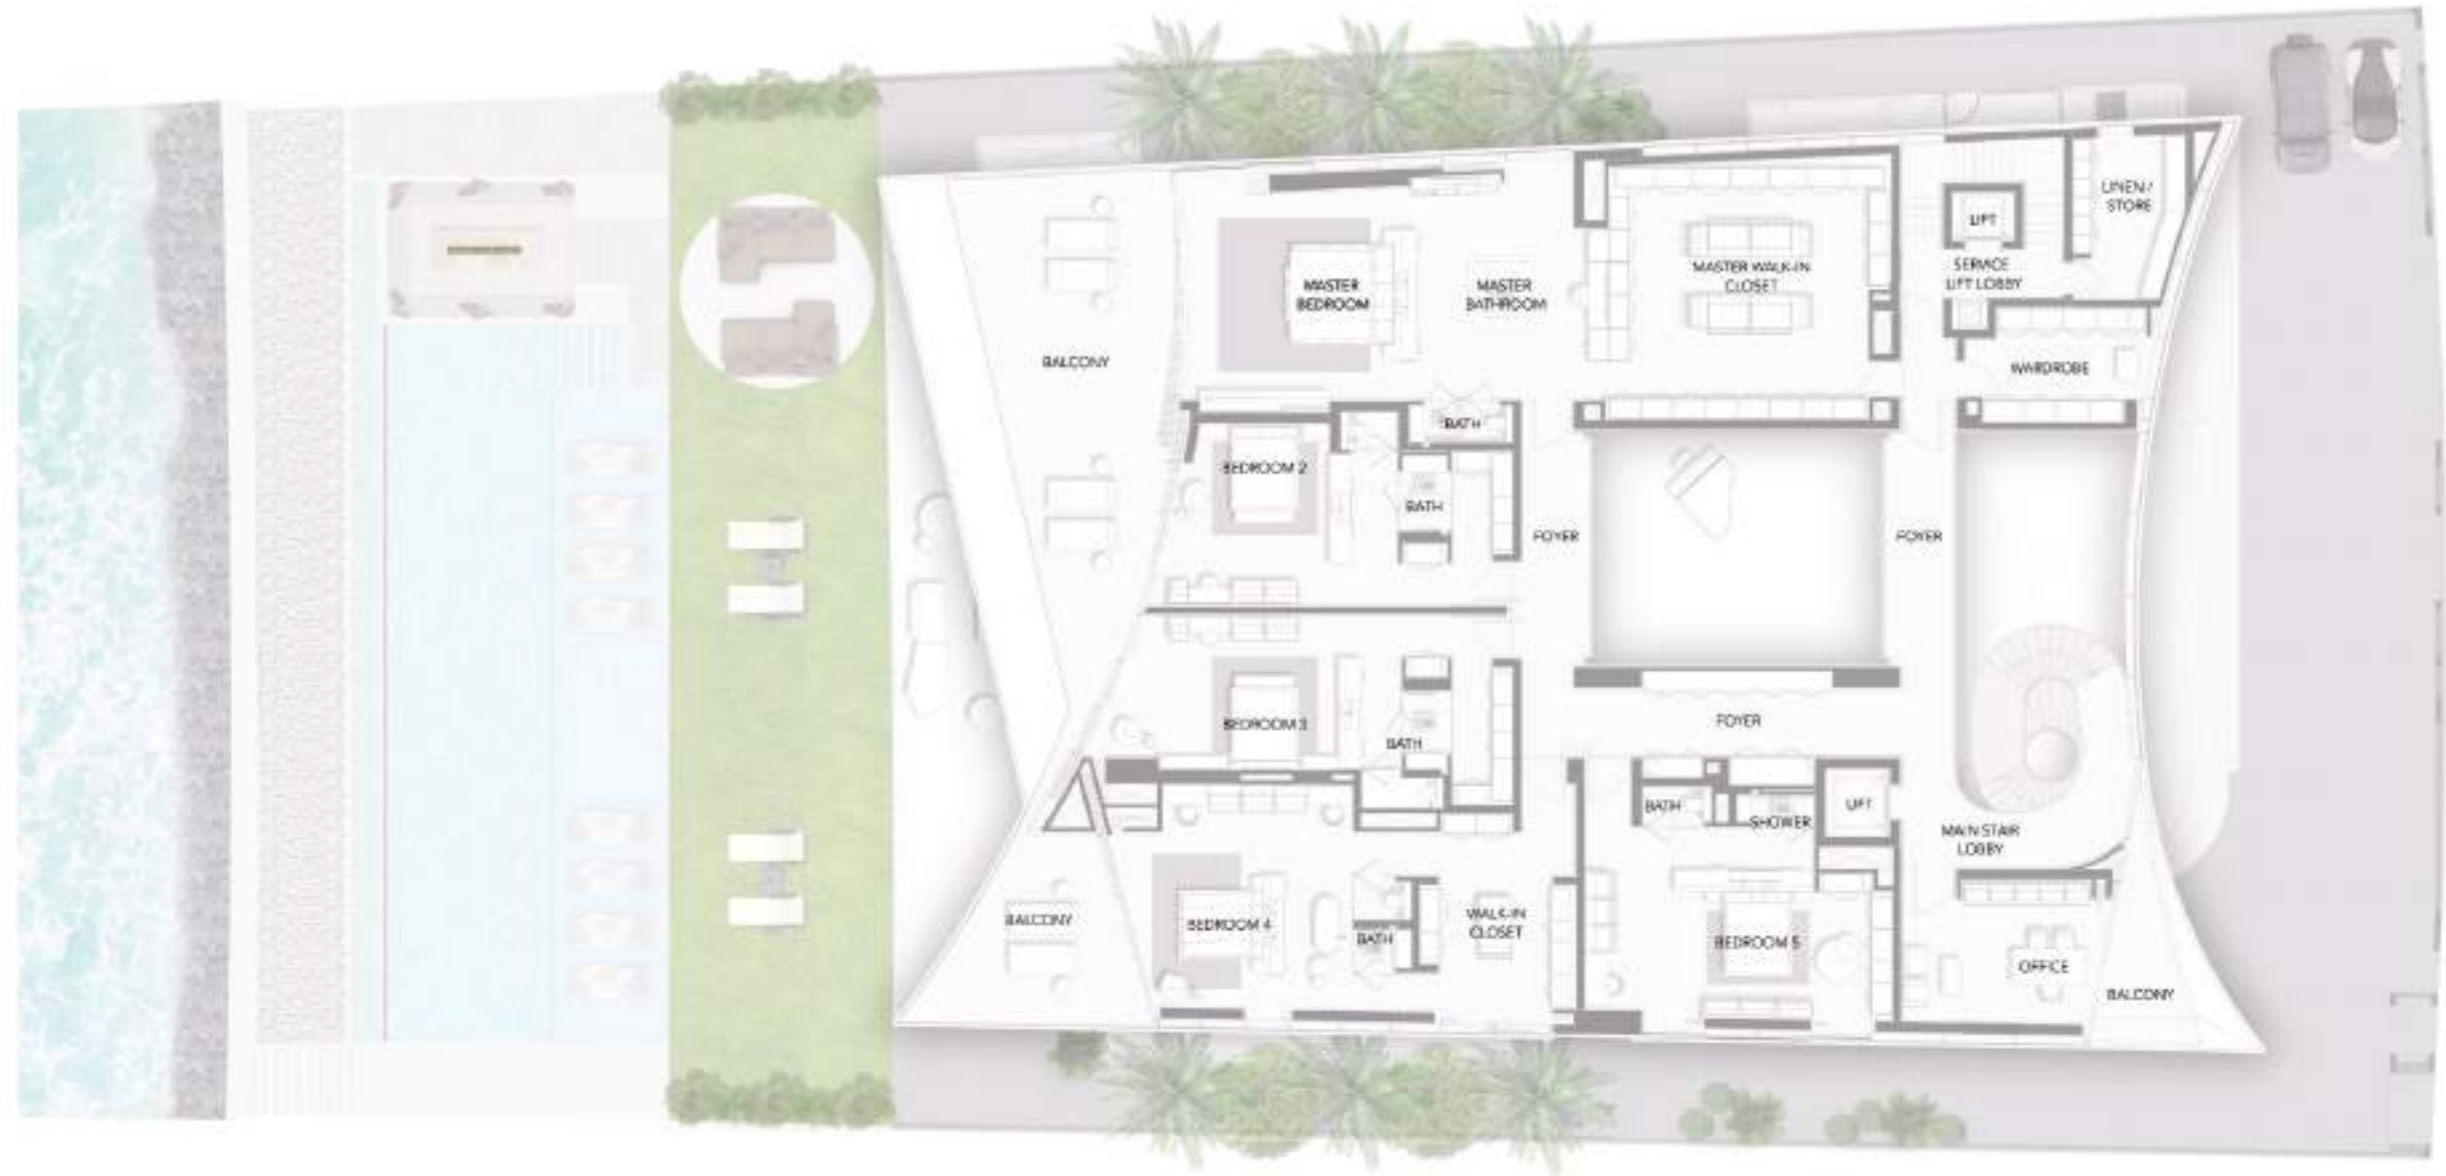 LINEN /
STORE
LIFT
SERVICE
LIFT LOBBY
MASTER WALK-IN
CLOSET
MASTER
BEDROOM
MASTER
BATHROOM
BALCONY
WARDROBE
BATH
BEDROOM 2
BATH
FOYER
FOYER
BEDROOM 3
BATH
FOYER
BATH
SHOWER
LIFT
MAIN STAIR
LOBBY
BALCONY
BEDROOM 4
BATH
WALK-IN
CLOSET
BEDROOM 5
OFFICE
BALCONY